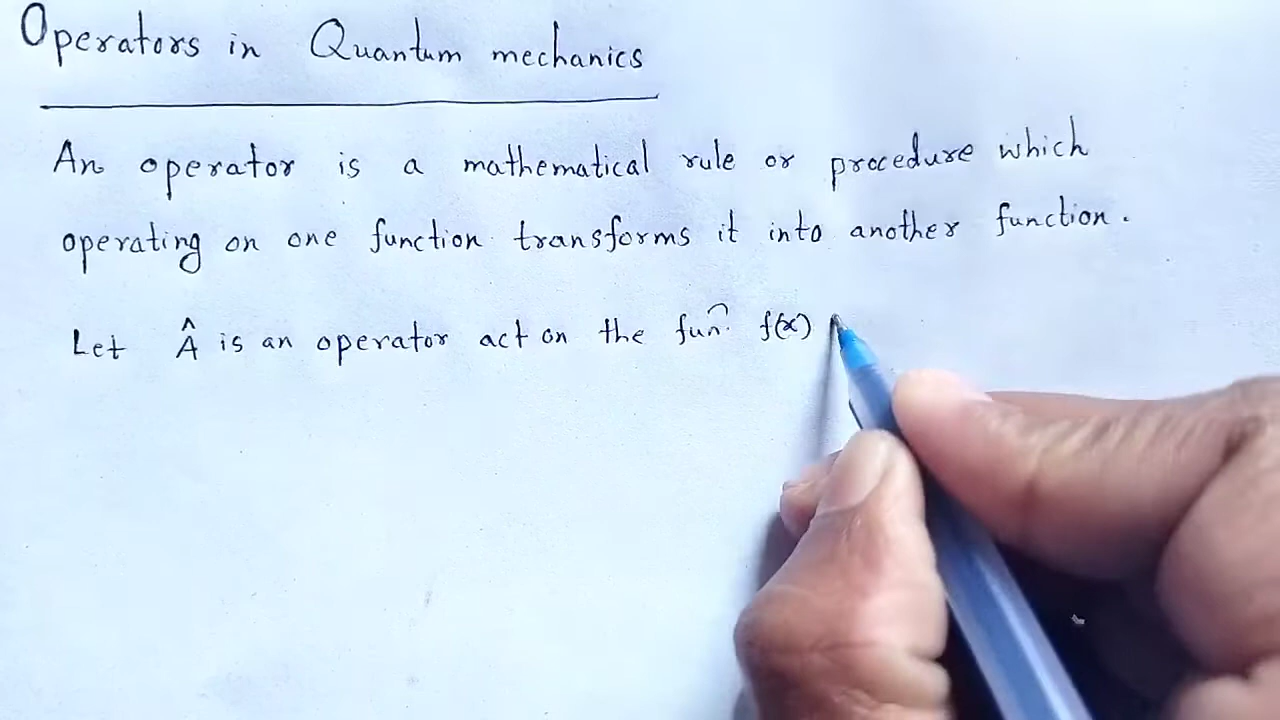 Operators in Quantum mechanics
An operator is a mathematical rule or procedure which
operating on one function transforms it into another function.
Let Â is an operator act on the fun. f(x)